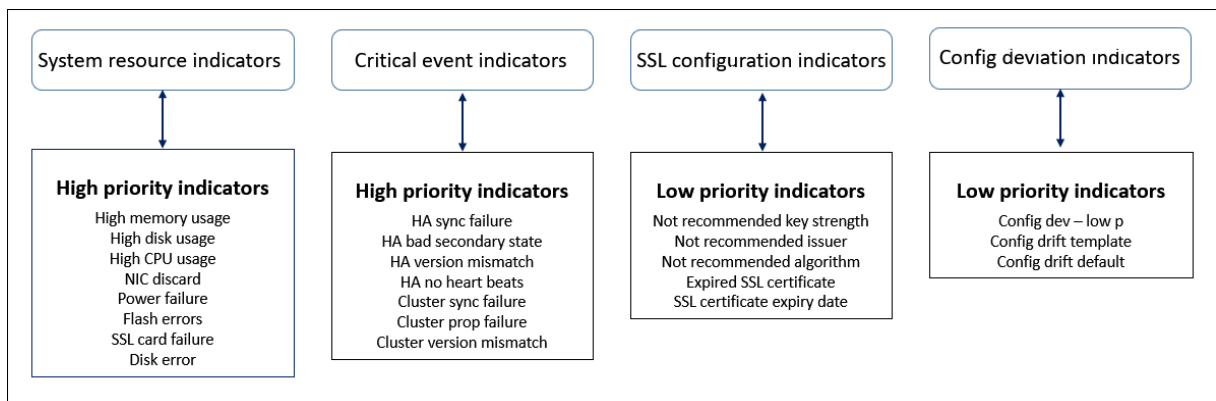 System resource indicators
Critical event indicators
SSL configuration indicators
Config deviation indicators
High priority indicators
High memory usage
High disk usage
High CPU usage
NIC discard
Power failure
Flash errors
SSL card failure
Disk error
High priority indicators
HA sync failure
HA bad secondary state
HA version mismatch
HA no heart beats
Cluster sync failure
Cluster prop failure
Cluster version mismatch
Low priority indicators
Not recommended key strength
Not recommended issuer
Not recommended algorithm
Expired SSL certificate
SSL certificate expiry date
Low priority indicators
Config dev – low p
Config drift template
Config drift default